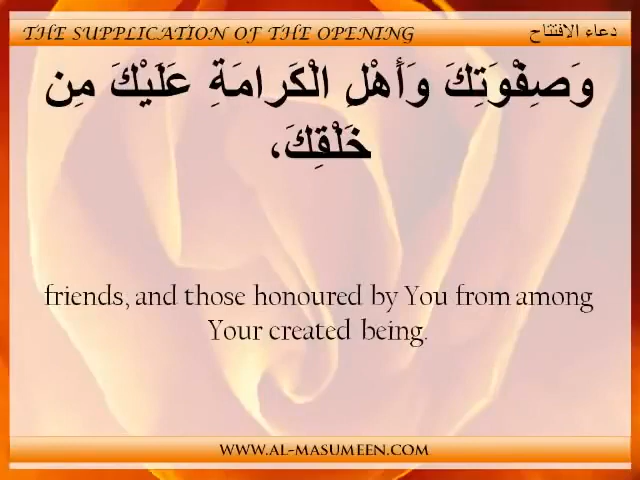 THE SUPPLICATION OF THE OPENING دعاء الافتتاح
وَصِفْوَتِكَ وَأَهْلِ الْكَرامَةِ عَلَيْكَ مِن
خَلْقِكَ،
friends, and those honoured by You from among
Your created being.
WWW.AL-MASUMEEN.COM